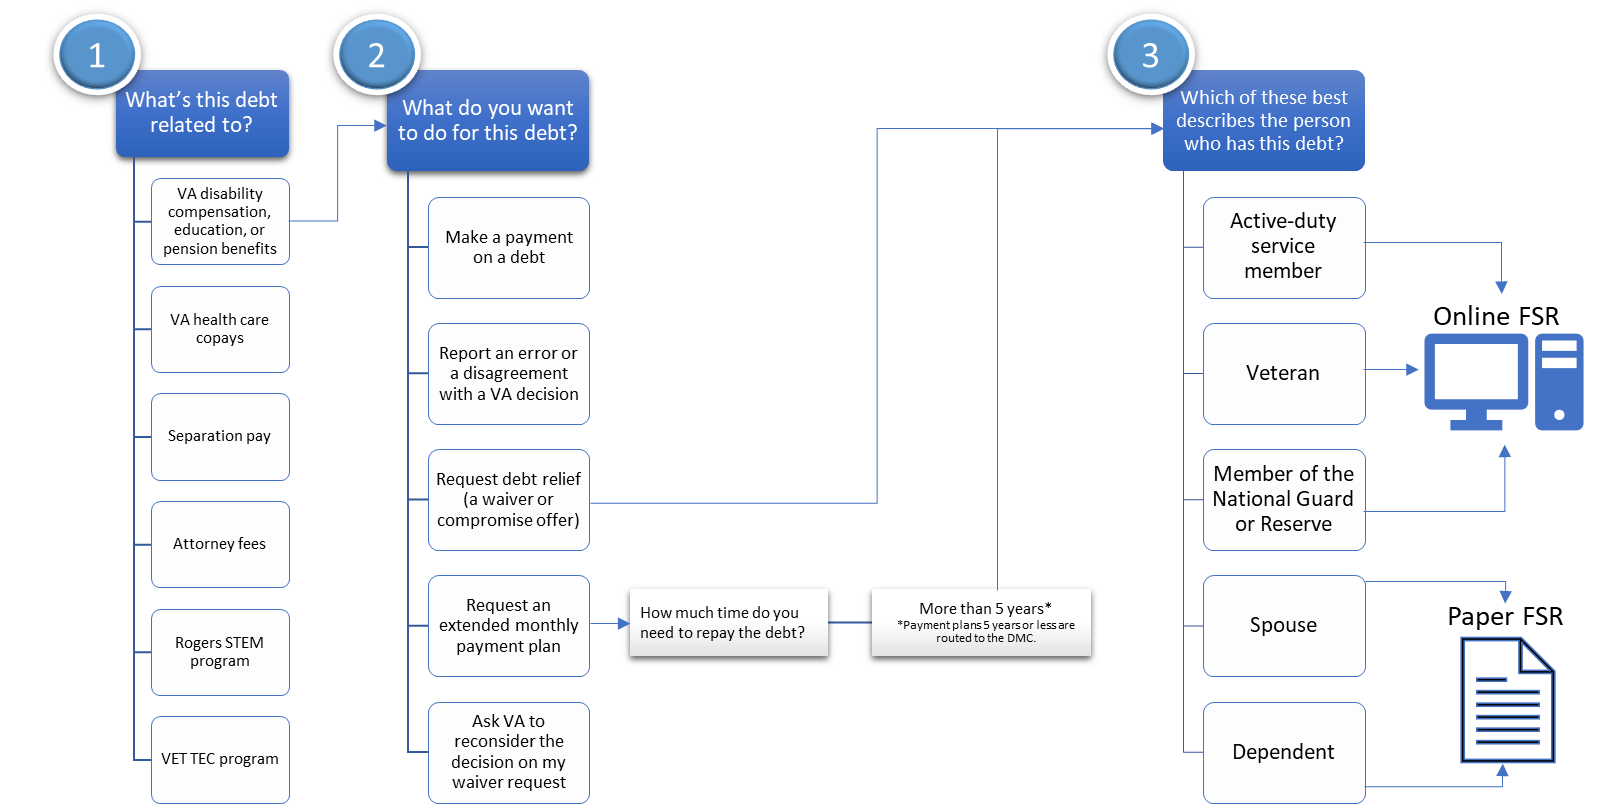 1
What's this debt
related to?
VA disability
compensation,
education, or
pension benefits
VA health care
copays
Separation pay
Attorney fees
Rogers STEM
program
VET TEC program
2
What do you want
to do for this debt?
Make a payment
on a debt
Report an error or
a disagreement
with a VA decision
Request debt relief
(a waiver or
compromise offer)
Request an
extended monthly
payment plan
Ask VA to
reconsider the
decision on my
waiver request
How much time do you
need to repay the debt?
More than 5 years*
*Payment plans 5 years or less are
routed to the DMC.
3
Which of these best
describes the person
who has this debt?
Active-duty
service
member
Veteran
Member of the
National Guard
or Reserve
Spouse
Dependent
Online FSR
Paper FSR